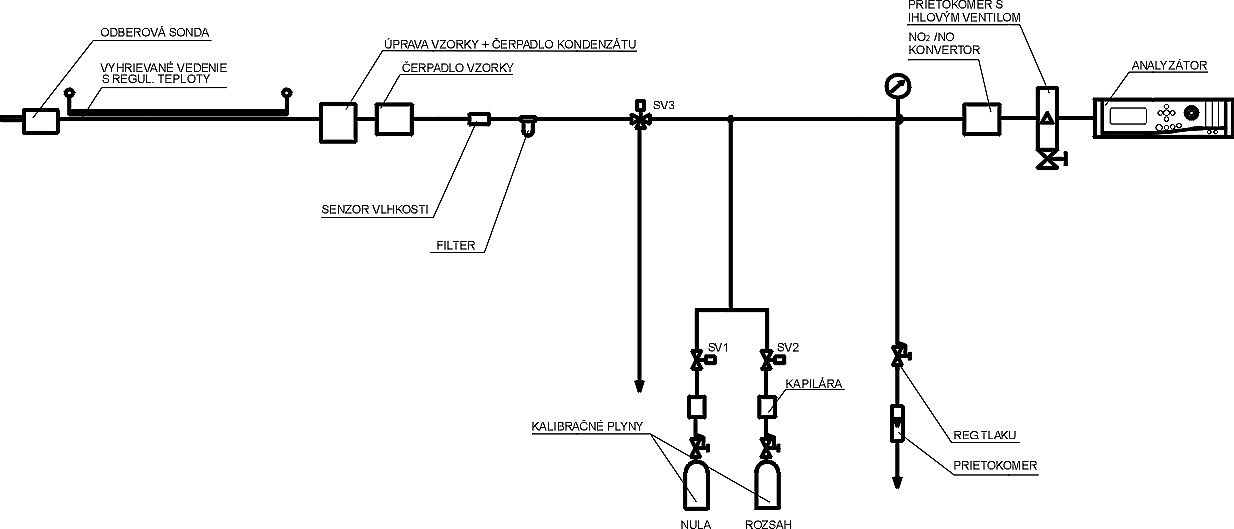 ODBEROVÁ SONDA
VYHRIEVANÉ VEDENIE
S REGUL. TEPLOTY
ÚPRAVA VZORKY + ČERPADLO KONDENZÁTU
ČERPADLO VZORKY
PRIETOKOMER S
IHLOVÝM VENTILOM
NO₂ /NO
KONVERTOR
ANALYZÁTOR
SV3
SENZOR VLHKOSTI
FILTER
SV1
SV2
KAPILÁRA
KALIBRAČNÉ PLYNY
REG.TLAKU
PRIETOKOMER
NULA
ROZSAH